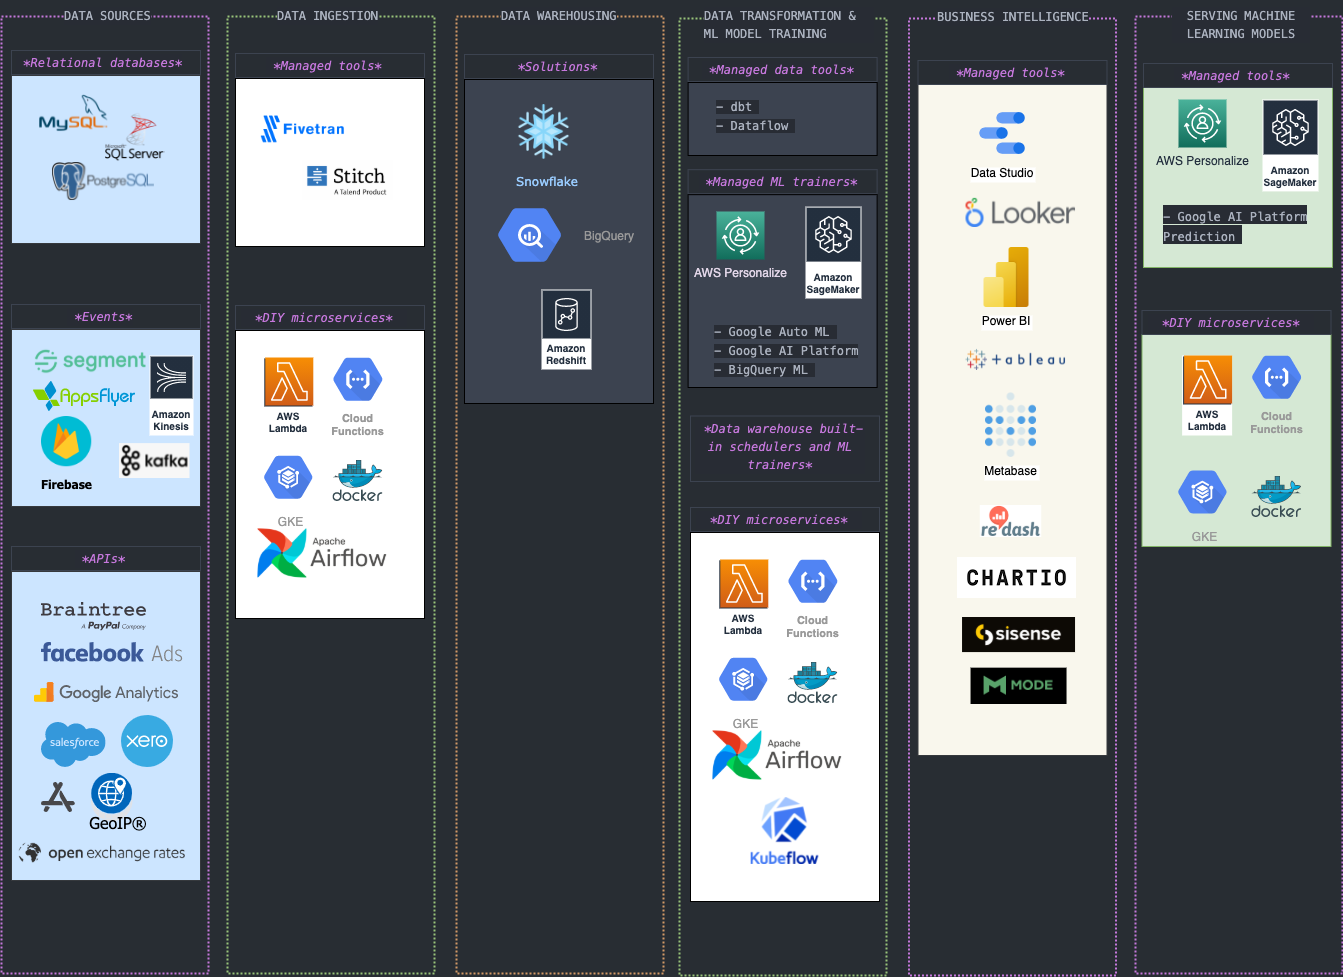 DATA SOURCES
*Relational databases*
MySQL
Microsoft
SQL Server
PostgreSQL
*Events*
segment
AppsFlyer
Amazon
Kinesis
Firebase
kafka
*APIs*
Braintree
A PayPal Company
facebook Ads
Google Analytics
salesforce
xero
GeoIP®
open exchange rates
DATA INGESTION
*Managed tools*
Fivetran
Stitch
A Talend Product
*DIY microservices*
AWS
Lambda
Cloud
Functions
GKE
docker
Apache
Airflow
DATA WAREHOUSING
*Solutions*
Snowflake
BigQuery
Amazon
Redshift
DATA TRANSFORMATION &
ML MODEL TRAINING
*Managed data tools*
- dbt
- Dataflow
*Managed ML trainers*
AWS Personalize
Amazon
SageMaker
- Google Auto ML
- Google AI Platform
- BigQuery ML
*Data warehouse built-
in schedulers and ML
trainers*
*DIY microservices*
AWS
Lambda
Cloud
Functions
GKE
docker
Apache
Airflow
Kubeflow
BUSINESS INTELLIGENCE
*Managed tools*
Data Studio
Looker
Power BI
+ableau
Metabase
re:dash
CHARTIO
sisense
MODE
SERVING MACHINE
LEARNING MODELS
*Managed tools*
AWS Personalize
Amazon
SageMaker
- Google AI Platform
Prediction
*DIY microservices*
AWS
Lambda
Cloud
Functions
GKE
docker